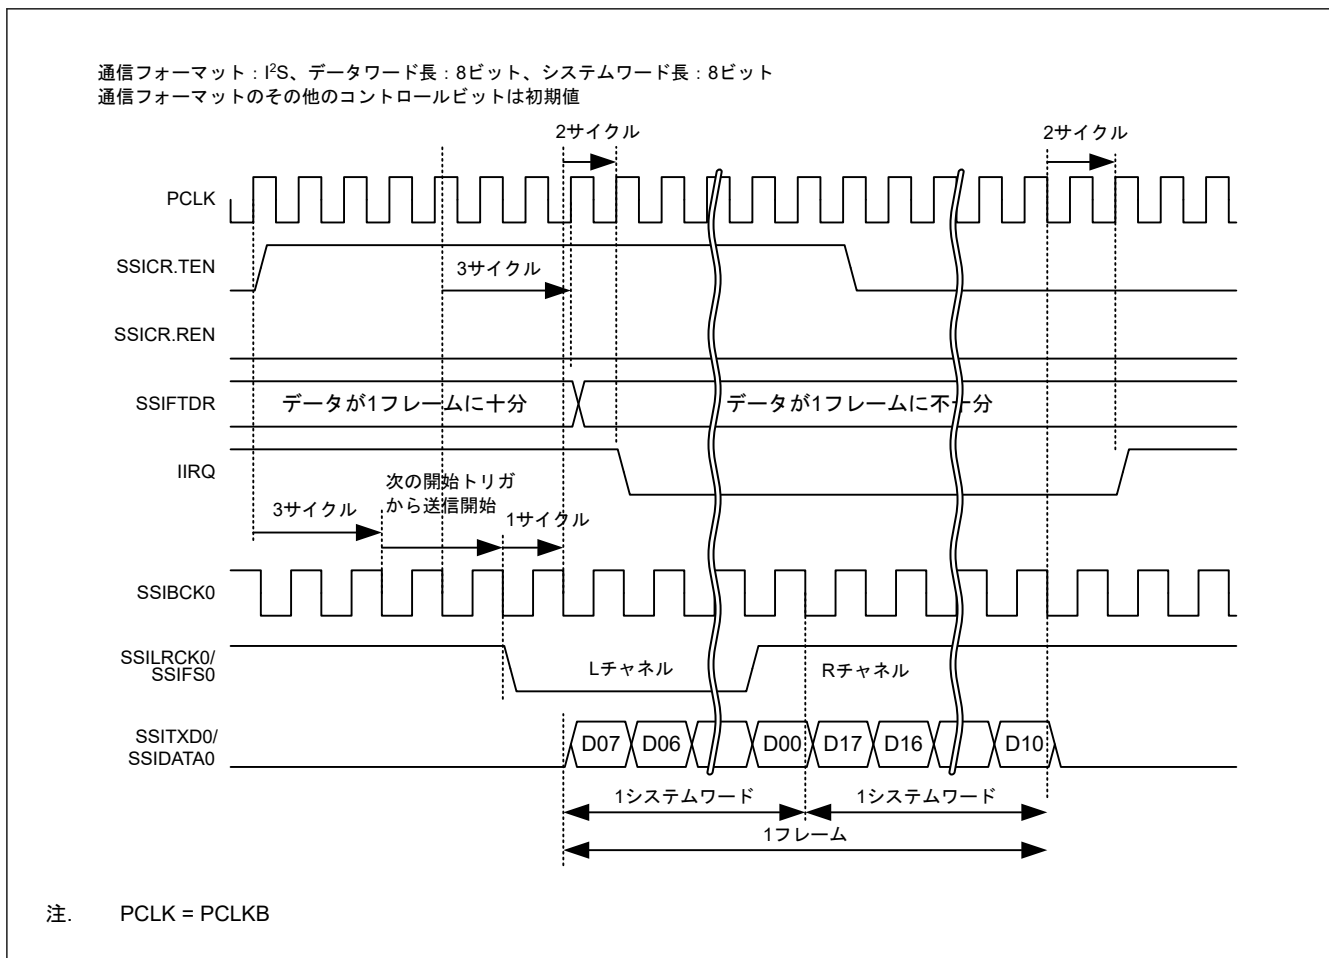 通信フォーマット：I²S、データワード長：8ビット、システムワード長：8ビット
通信フォーマットのその他のコントロールビットは初期値
2サイクル
2サイクル
PCLK
SSICR.TEN
3サイクル
SSICR.REN
SSIFTDR
データが1フレームに十分
データが1フレームに不十分
IIRQ
次の開始トリガ
から送信開始
3サイクル
1サイクル
SSIBCK0
SSILRCK0/
SSIFS0
Lチャネル
Rチャネル
SSITXD0/
SSIDATA0
D07
D06
D00
D17
D16
D10
1システムワード
1システムワード
1フレーム
注. PCLK = PCLKB